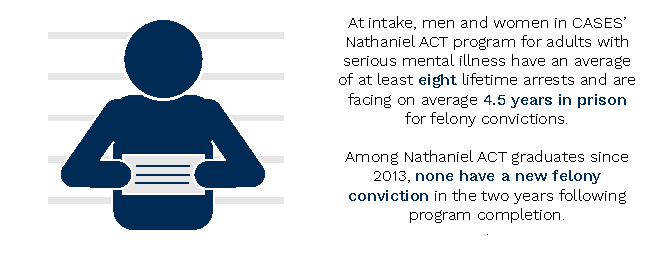 At intake, men and women in CASES’
Nathaniel ACT program for adults with
serious mental illness have an average
of at least eight lifetime arrests and are
facing on average 4.5 years in prison
for felony convictions.
Among Nathaniel ACT graduates since
2013, none have a new felony
conviction in the two years following
program completion.
.